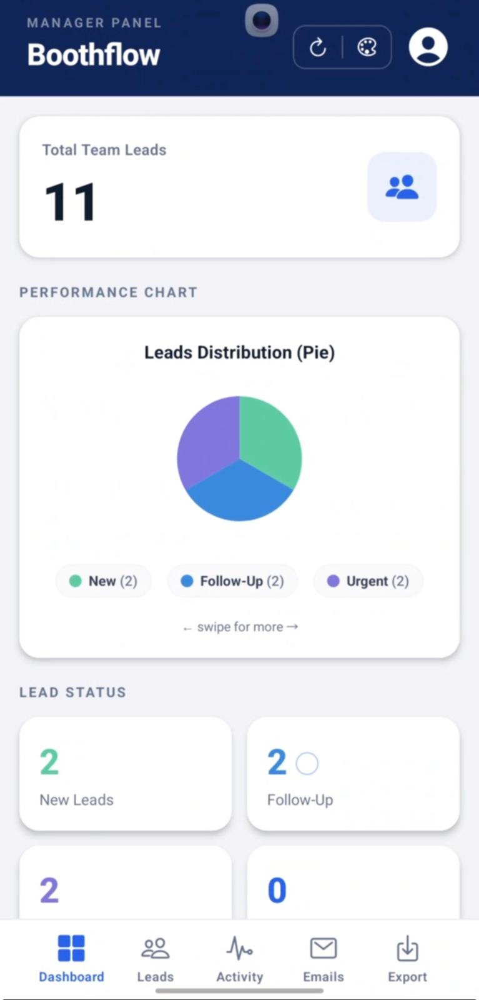 MANAGER PANEL
Boothflow
Total Team Leads
11
PERFORMANCE CHART
Leads Distribution (Pie)
New (2) Follow-Up (2) Urgent (2)
← swipe for more →
LEAD STATUS
2 2
New Leads Follow-Up
2 0
Dashboard Leads Activity Emails Export